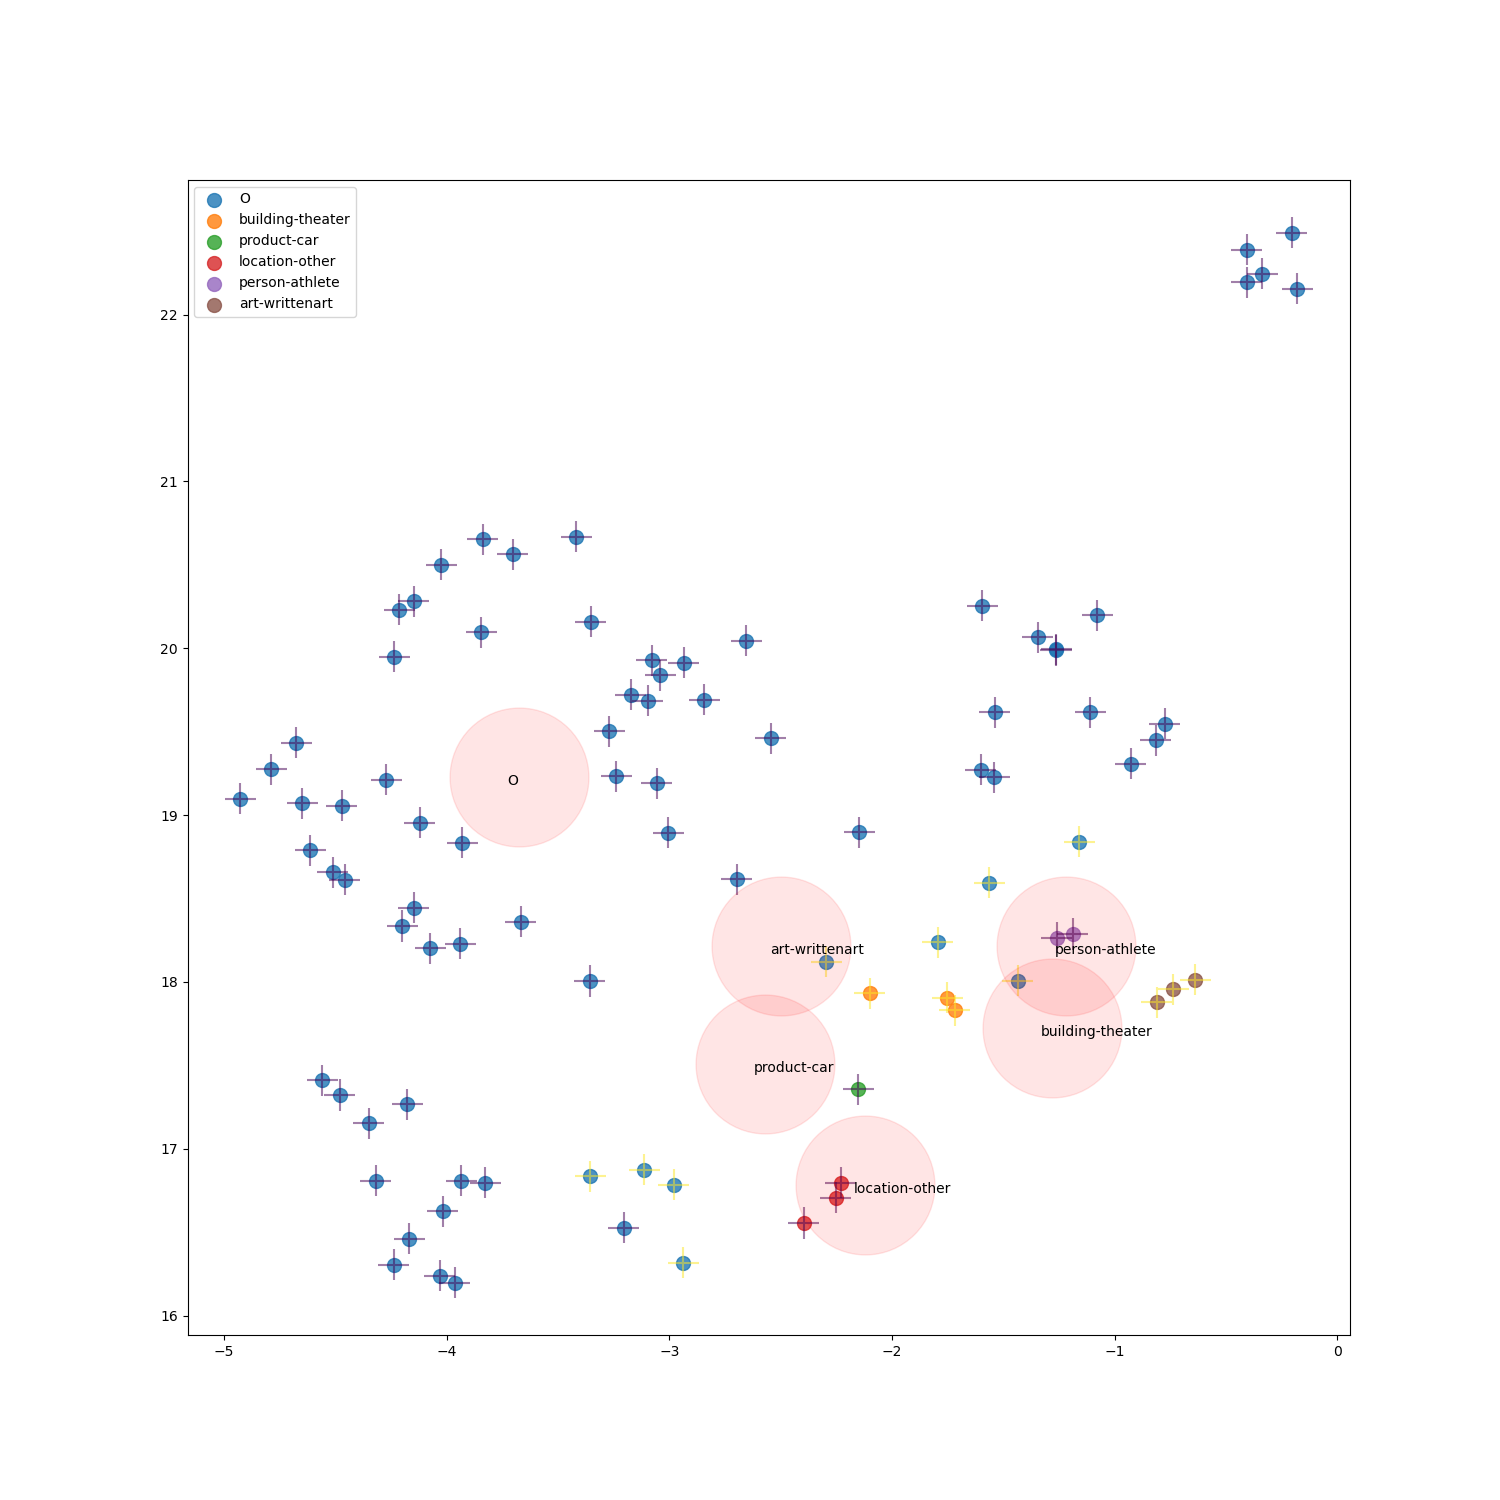 O
building-theater
product-car
location-other
person-athlete
art-writtenart
22
21
20
19
18
17
16
O
art-writtenart
person-athlete
building-theater
product-car
location-other
−5
−4
−3
−2
−1
0